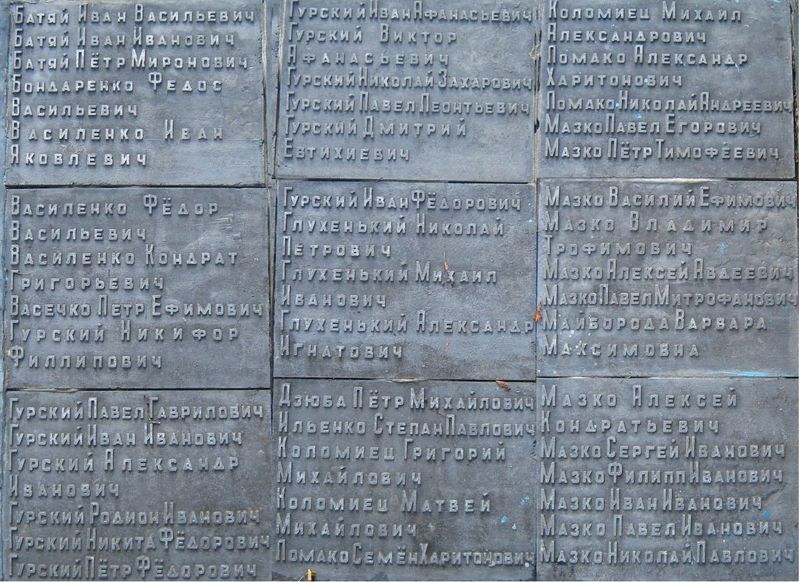 Батяй Иван Васильевич
Батяй Иван Иванович
Батяй Пётр Миронович
Бондаренко Федос
Васильевич
Василенко Иван
Яковлевич
Василенко Фёдор
Васильевич
Василенко Кондрат
Григорьевич
Васечко Пётр Ефимович
Гурский Никифор
Филлипович
Гурский Павел Гаврилович
Гурский Иван Иванович
Гурский Александр
Иванович
Гурский Родион Иванович
Гурский Никита Фёдорович
Гурский Пётр Фёдорович
Гурский Иван Афанасьевич
Гурский Виктор
Афанасьевич
Гурский Николай Захарович
Гурский Павел Леонтьевич
Гурский Дмитрий
Евтихиевич
Гурский Иван Фёдорович
Глухенький Николай
Петрович
Глухенький Михаил
Иванович
Глухенький Александр
Игнатович
Дзюба Пётр Михайлович
Ильенко Степан Павлович
Коломиец Григорий
Михайлович
Коломиец Матвей
Михайлович
Ломако Семён Харитонович
Коломиец Михаил
Александрович
Ломако Александр
Харитонович
Ломако Николай Андреевич
Мазко Павел Егорович
Мазко Пётр Тимофеевич
Мазко Василий Ефимович
Мазко Владимир
Трофимович
Мазко Алексей Авдеевич
Мазко Павел Митрофанович
Майборода Варвара
Максимовна
Мазко Алексей
Кондратьевич
Мазко Сергей Иванович
Мазко Филипп Иванович
Мазко Иван Иванович
Мазко Павел Иванович
Мазко Николай Павлович